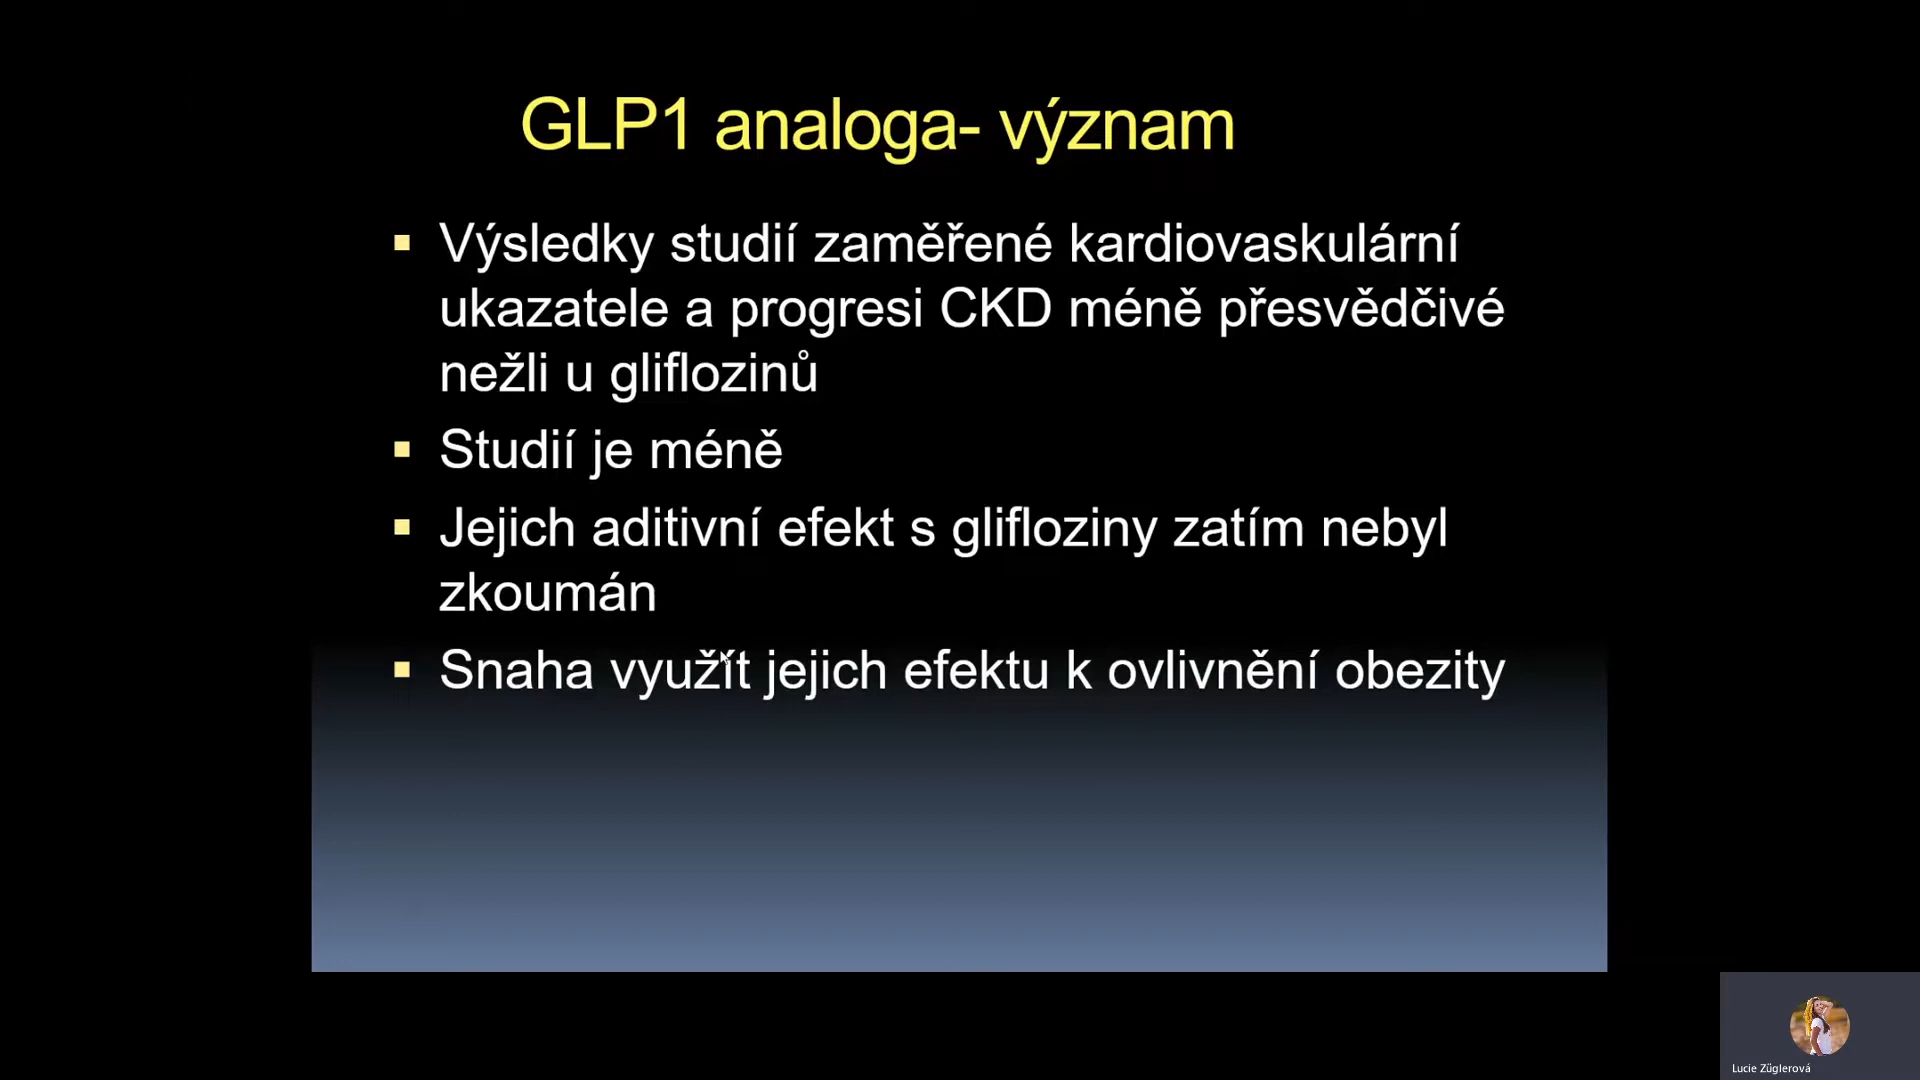 GLP1 analoga- význam
▪ Výsledky studií zaměřené kardiovaskulární
ukazatele a progresi CKD méně přesvědčivé
nežli u gliflozinů
▪ Studií je méně
▪ Jejich aditivní efekt s glifloziny zatím nebyl
zkoumán
▪ Snaha využít jejich efektu k ovlivnění obezity
Lucie Züglerová